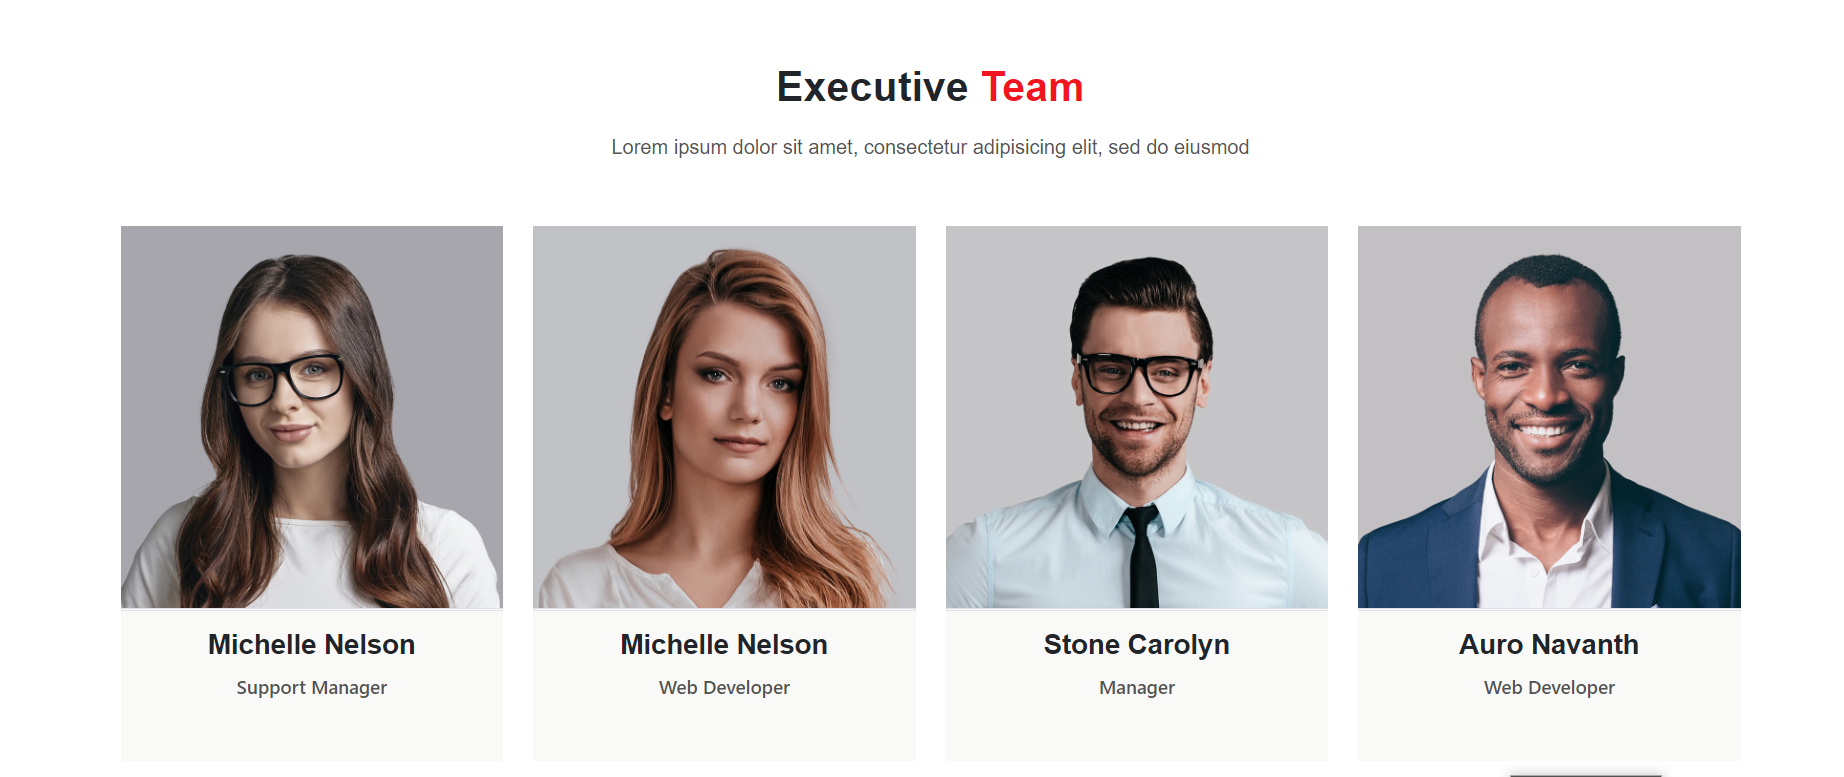 Executive Team
Lorem ipsum dolor sit amet, consectetur adipisicing elit, sed do eiusmod
Michelle Nelson
Support Manager
Michelle Nelson
Web Developer
Stone Carolyn
Manager
Auro Navanth
Web Developer